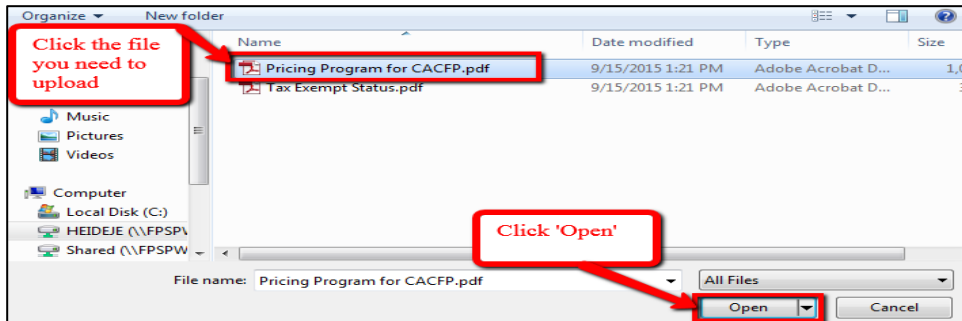 Organize New folder
Click the file
you need to
upload
Name Date modified Type Size
Pricing Program for CACFP.pdf 9/15/2015 1:21 PM Adobe Acrobat D... 1,
Tax Exempt Status.pdf 9/15/2015 1:21 PM Adobe Acrobat D...
Music
Pictures
Videos
Computer
Local Disk (C:)
HEIDEJE (\\FPSP
Shared (\\FPSPW
Click 'Open'
File name: Pricing Program for CACFP.pdf All Files
Open Cancel